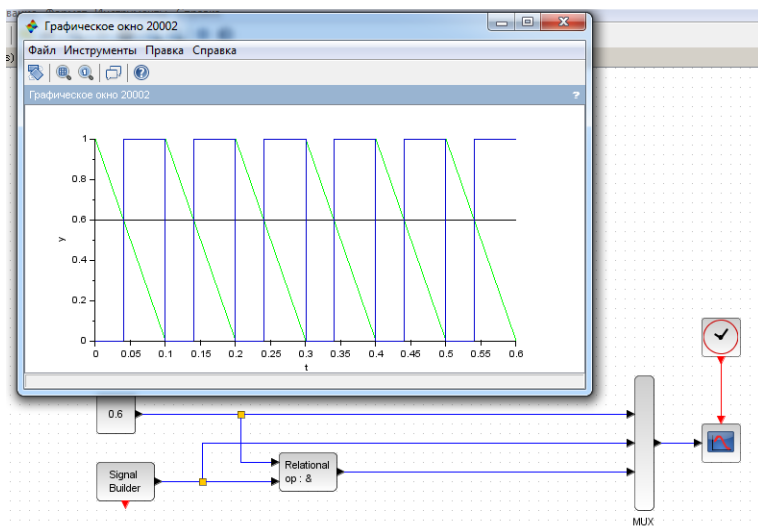 Графическое окно 20002
Файл Инструменты Правка Справка
Графическое окно 20002 ?
s)
1
0.8
0.6
0.4
0.2
0
y
0 0.05 0.1 0.15 0.2 0.25 0.3 0.35 0.4 0.45 0.5 0.55 0.6
t
0.6
Signal
Builder
Relational
op : &
MUX